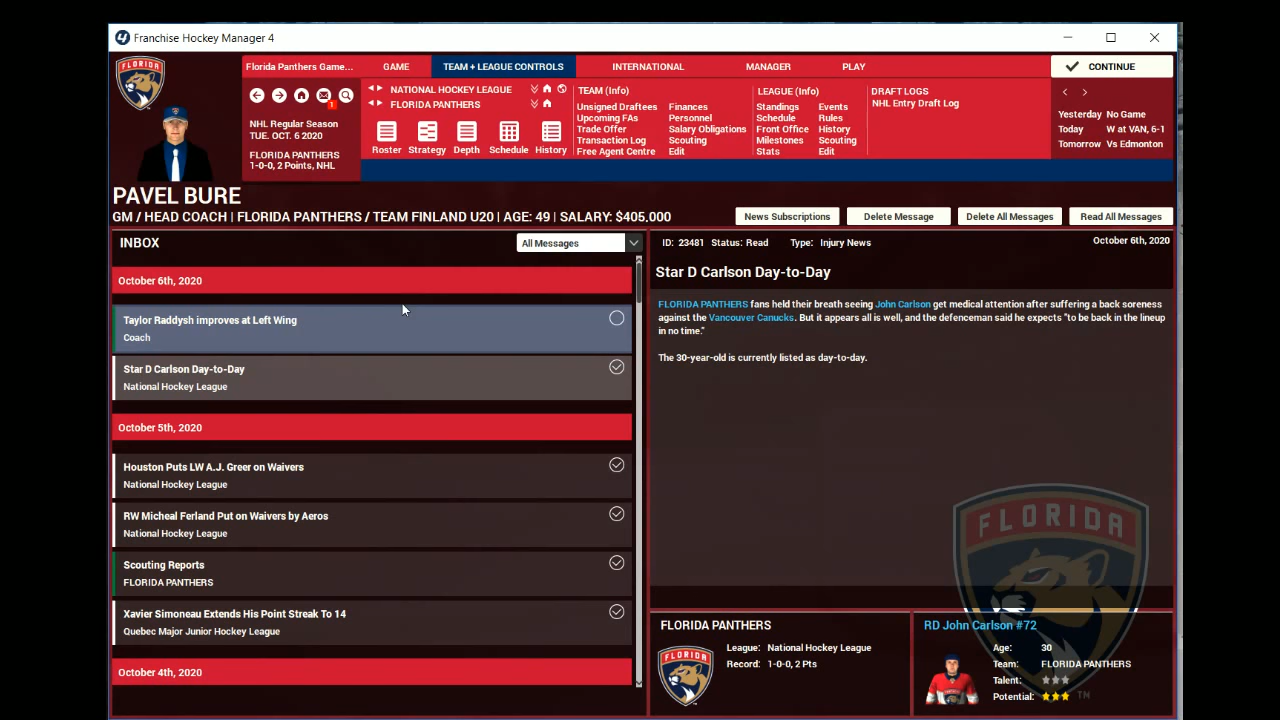 Franchise Hockey Manager 4
FLORIDA
Florida Panthers Game...
GAME
TEAM + LEAGUE CONTROLS
INTERNATIONAL
MANAGER
PLAY
CONTINUE
1
NHL Regular Season
TUE. OCT. 6 2020
FLORIDA PANTHERS
1-0-0, 2 Points, NHL
NATIONAL HOCKEY LEAGUE
FLORIDA PANTHERS
Roster Strategy Depth Schedule History
TEAM (Info)
Unsigned Draftees Finances
Upcoming FAs Personnel
Trade Offer Salary Obligations
Transaction Log Scouting
Free Agent Centre Edit
LEAGUE (Info)
Standings Events
Schedule Rules
Front Office History
Milestones Scouting
Stats Edit
DRAFT LOGS
NHL Entry Draft Log
Yesterday No Game
Today W at VAN, 6-1
Tomorrow Vs Edmonton
PAVEL BURE
GM / HEAD COACH | FLORIDA PANTHERS / TEAM FINLAND U20 | AGE: 49 | SALARY: $405,000
News Subscriptions Delete Message Delete All Messages Read All Messages
INBOX
All Messages
October 6th, 2020
Taylor Raddysh improves at Left Wing
Coach
Star D Carlson Day-to-Day
National Hockey League
October 5th, 2020
Houston Puts LW A.J. Greer on Waivers
National Hockey League
RW Micheal Ferland Put on Waivers by Aeros
National Hockey League
Scouting Reports
FLORIDA PANTHERS
Xavier Simoneau Extends His Point Streak To 14
Quebec Major Junior Hockey League
October 4th, 2020
ID: 23481 Status: Read Type: Injury News
October 6th, 2020
Star D Carlson Day-to-Day
FLORIDA PANTHERS fans held their breath seeing John Carlson get medical attention after suffering a back soreness
against the Vancouver Canucks. But it appears all is well, and the defenceman said he expects "to be back in the lineup
in no time."
The 30-year-old is currently listed as day-to-day.
FLORIDA
TM
FLORIDA PANTHERS
FLORIDA
League: National Hockey League
Record: 1-0-0, 2 Pts
RD John Carlson #72
Age: 30
Team: FLORIDA PANTHERS
Talent:
Potential: